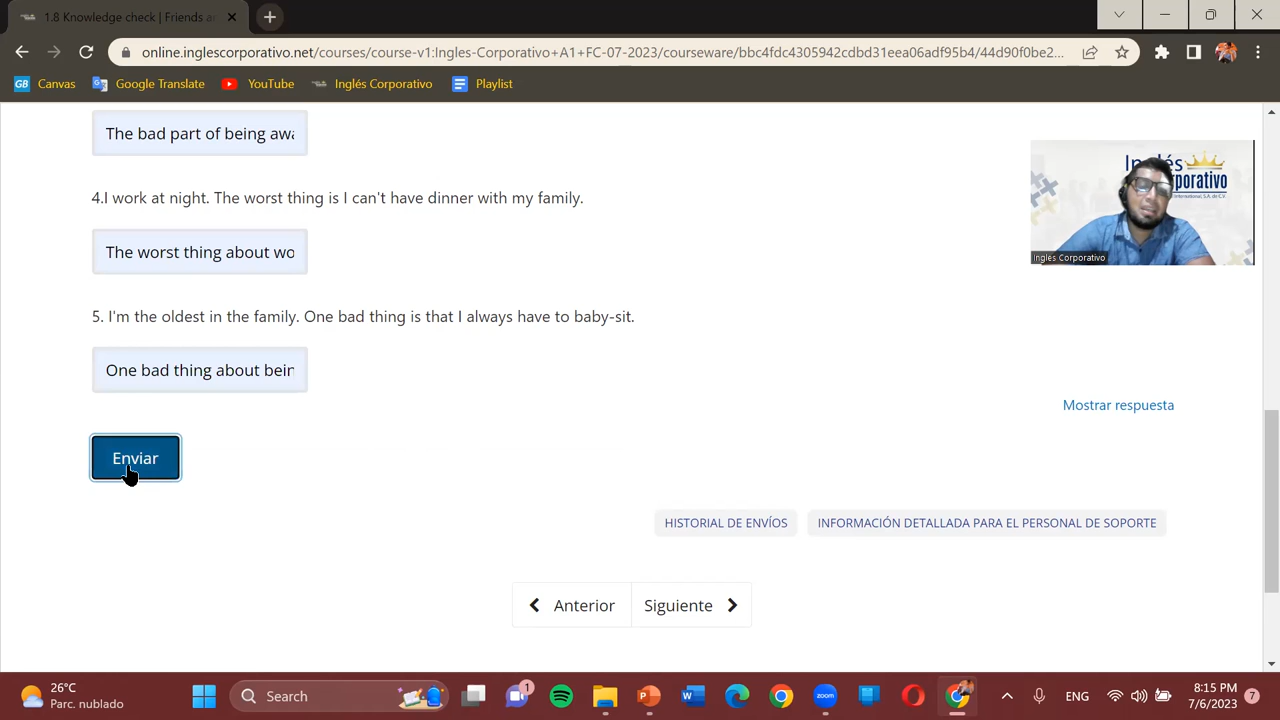 1.8 Knowledge check | Friends a
online.inglescorporativo.net/courses/course-v1:Ingles-Corporativo+A1+FC-07-2023/courseware/bbc4fdc4305942cdbd31eea06adf95b4/44d90f0be2...
GB Canvas Google Translate YouTube Inglés Corporativo Playlist
The bad part of being awa
4.I work at night. The worst thing is I can't have dinner with my family.
The worst thing about wo
5. I'm the oldest in the family. One bad thing is that I always have to baby-sit.
One bad thing about bein
Inglés Corporativo
Mostrar respuesta
Enviar
HISTORIAL DE ENVÍOS INFORMACIÓN DETALLADA PARA EL PERSONAL DE SOPORTE
Anterior Siguiente
26°C
Parc. nublado
Search
1
zoom
ENG
8:15 PM
7/6/2023
7